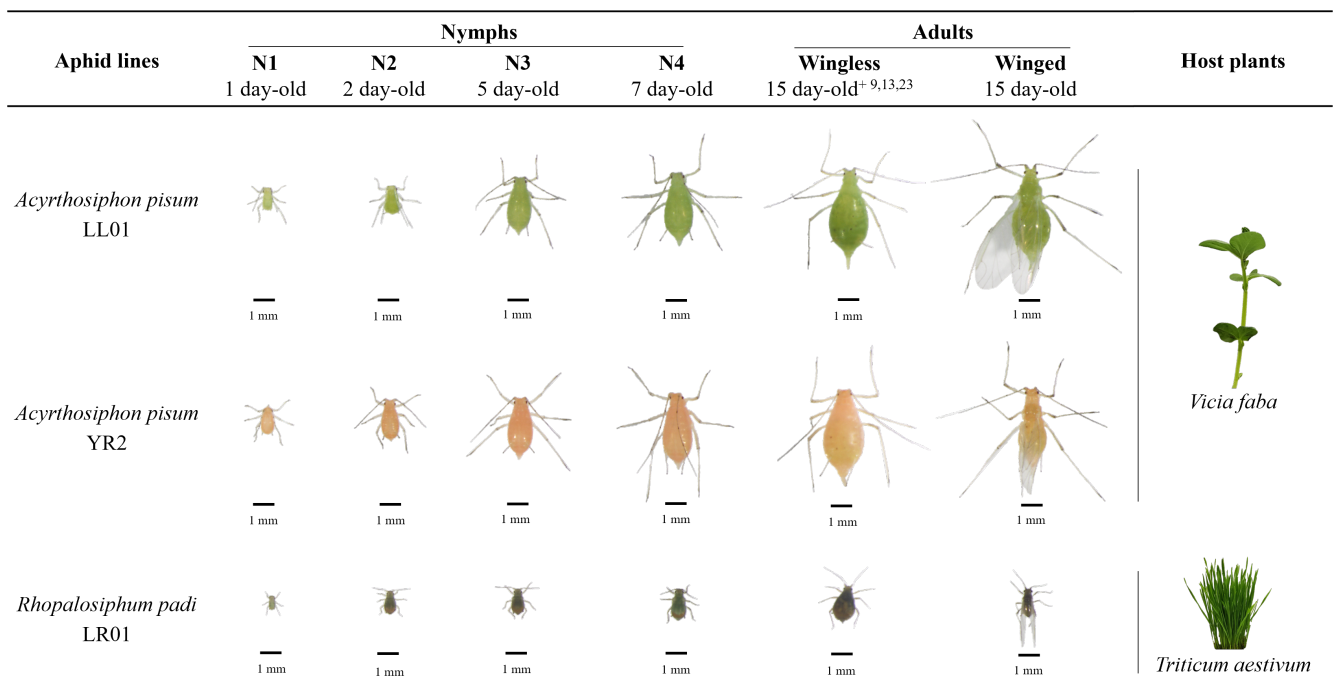 Nymphs Adults
Aphid lines N1 N2 N3 N4 Wingless Winged Host plants
1 day-old 2 day-old 5 day-old 7 day-old 15 day-old+ 9,13,23 15 day-old
Acyrthosiphon pisum
LL01
1 mm 1 mm 1 mm 1 mm 1 mm 1 mm
Vicia faba
Acyrthosiphon pisum
YR2
1 mm 1 mm 1 mm 1 mm 1 mm 1 mm
Rhopalosiphum padi
LR01
1 mm 1 mm 1 mm 1 mm 1 mm 1 mm
Triticum aestivum